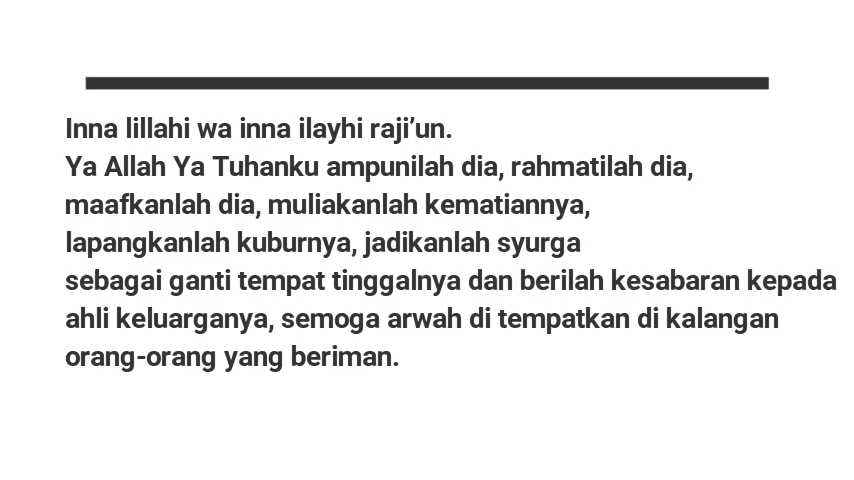 Inna lillahi wa inna ilayhi raji’un.
Ya Allah Ya Tuhanku ampunilah dia, rahmatilah dia,
maafkanlah dia, muliakanlah kematiannya,
lapangkanlah kuburnya, jadikanlah syurga
sebagai ganti tempat tinggalnya dan berilah kesabaran kepada
ahli keluarganya, semoga arwah di tempatkan di kalangan
orang-orang yang beriman.